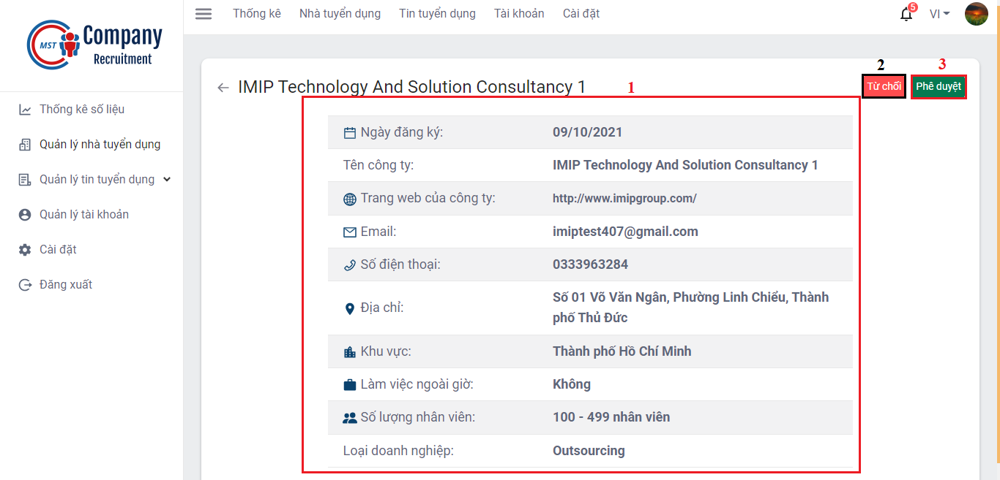 MST Company
Recruitment
Thống kê Nhà tuyển dụng Tin tuyển dụng Tài khoản Cài đặt
5
VI
Thống kê số liệu
Quản lý nhà tuyển dụng
Quản lý tin tuyển dụng
Quản lý tài khoản
Cài đặt
Đăng xuất
IMIP Technology And Solution Consultancy 1
1
2
3
Từ chối
Phê duyệt
Ngày đăng ký: 09/10/2021
Tên công ty: IMIP Technology And Solution Consultancy 1
Trang web của công ty: http://www.imipgroup.com/
Email: imiptest407@gmail.com
Số điện thoại: 0333963284
Địa chỉ: Số 01 Võ Văn Ngân, Phường Linh Chiểu, Thành
phố Thủ Đức
Khu vực: Thành phố Hồ Chí Minh
Làm việc ngoài giờ: Không
Số lượng nhân viên: 100 - 499 nhân viên
Loại doanh nghiệp: Outsourcing